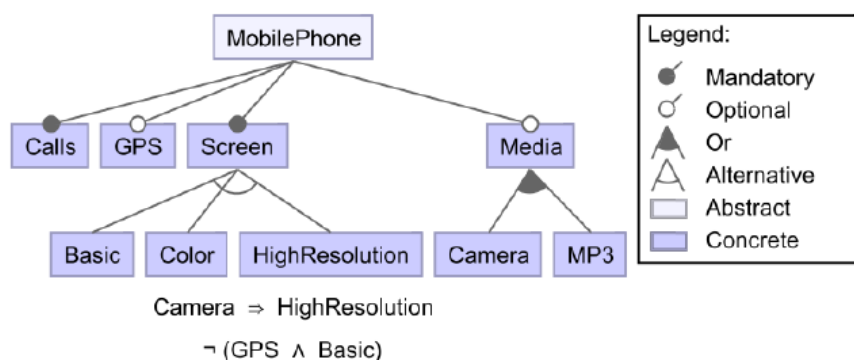 MobilePhone
Legend:
Mandatory
Optional
Or
Alternative
Abstract
Concrete
Calls
GPS
Screen
Media
Basic
Color
HighResolution
Camera
MP3
Camera ⇒ HighResolution
¬ (GPS ∧ Basic)